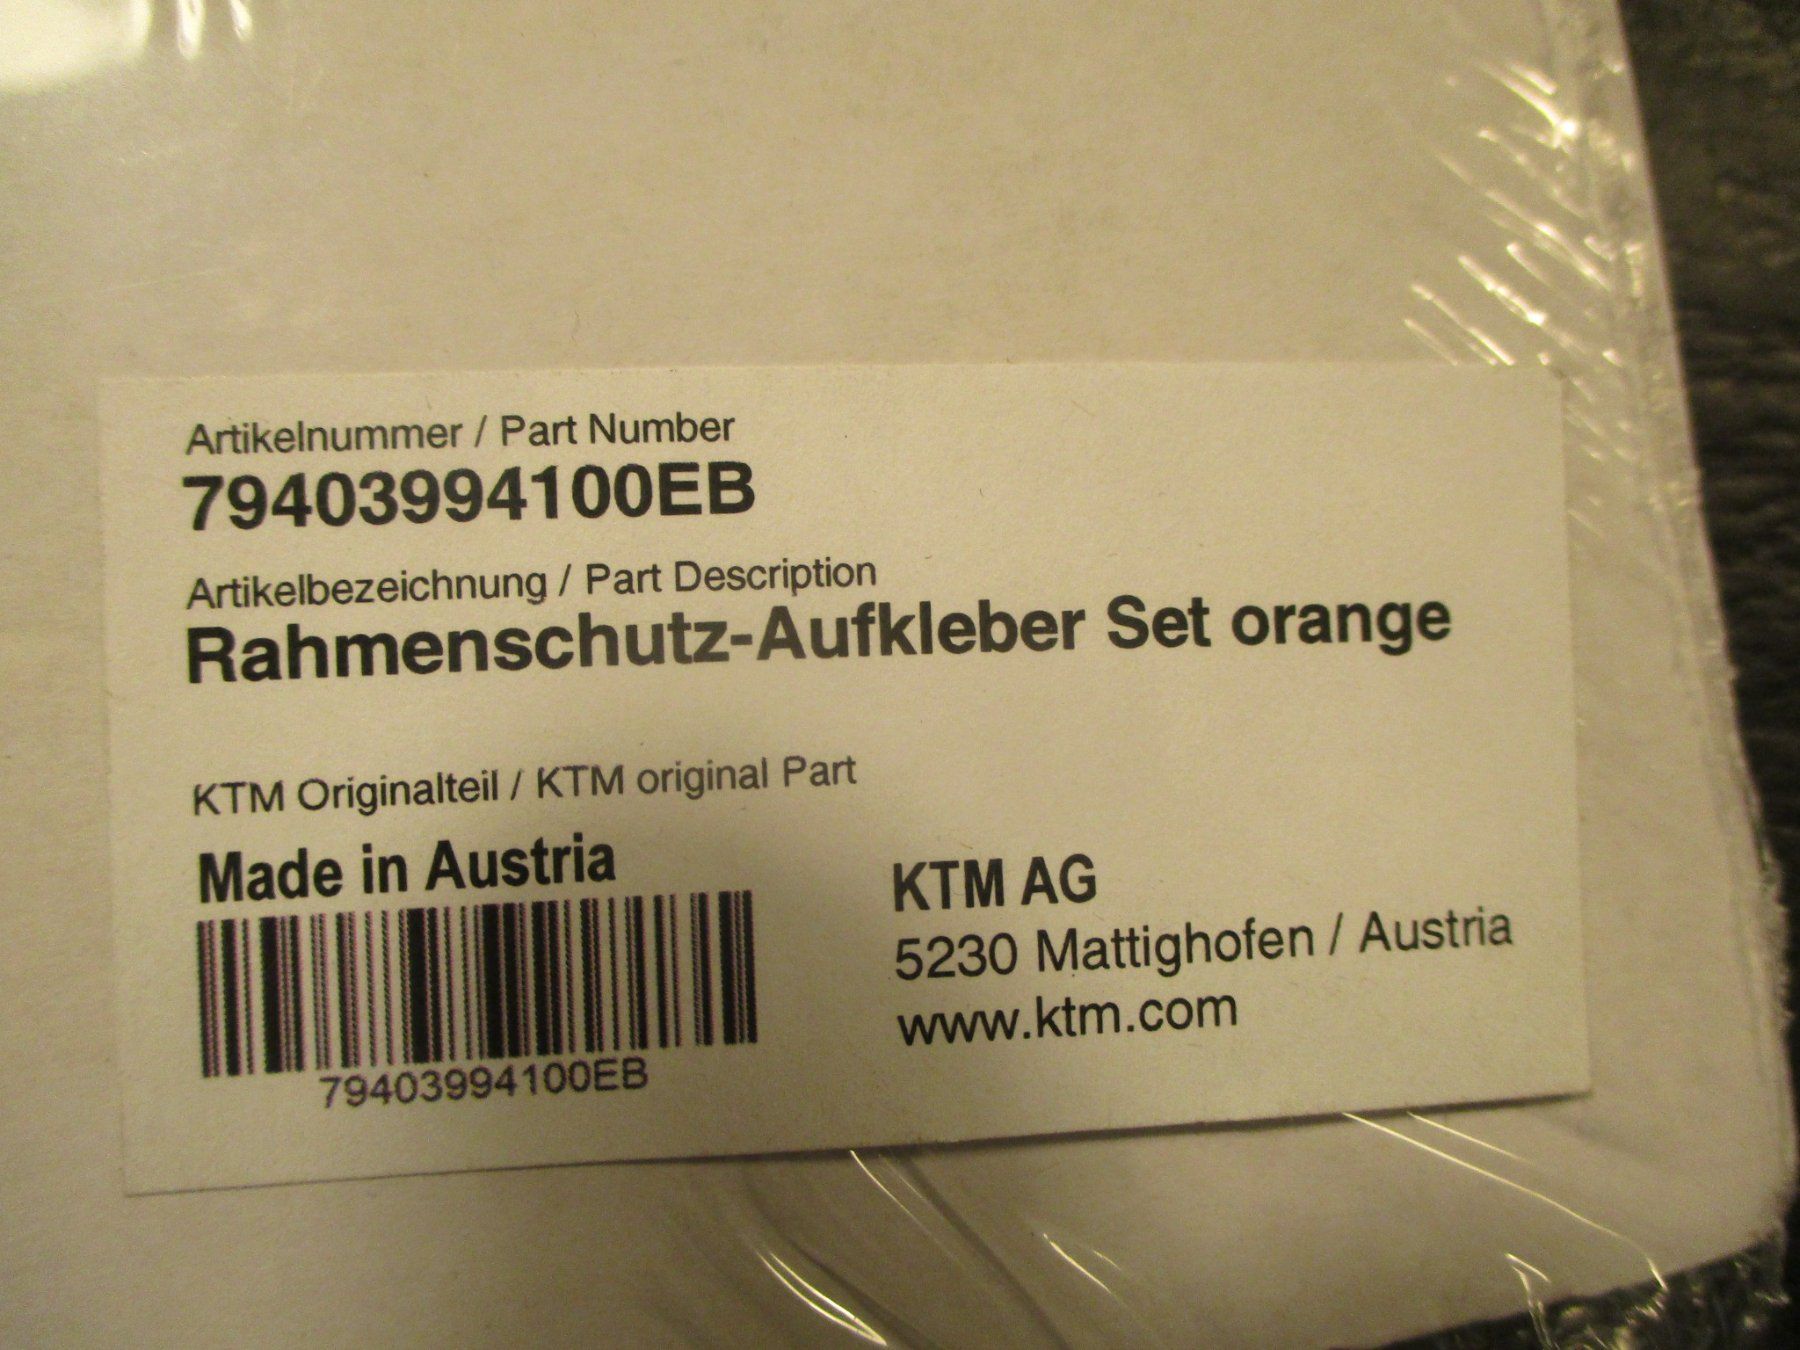 Artikelnummer / Part Number
79403994100EB
Artikelbezeichnung / Part Description
Rahmenschutz-Aufkleber Set orange
KTM Originalteil / KTM original Part
Made in Austria
79403994100EB
KTM AG
5230 Mattighofen / Austria
www.ktm.com